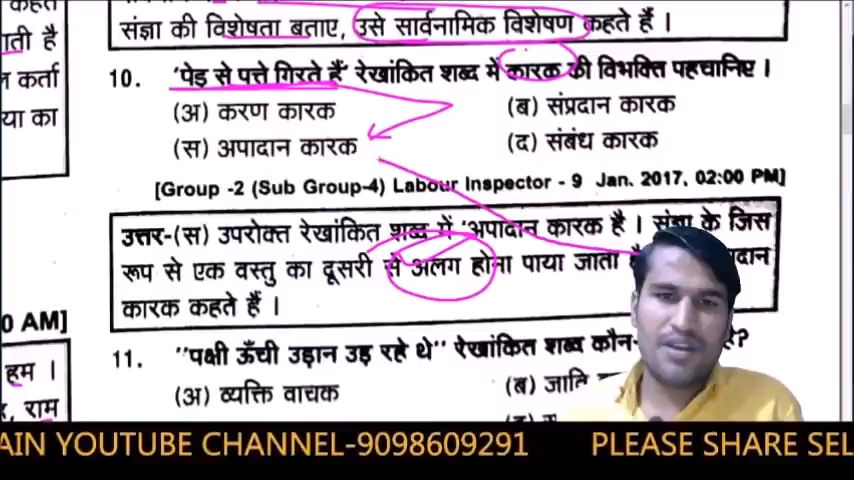 कहते
ाती है
कर्ता
या का
0 AM]
हम ।
राम
संज्ञा की विशेषता बताए, उसे सार्वनामिक विशेषण कहते हैं ।
10. 'पेड़ से पत्ते गिरते हैं' रेखांकित शब्द में कारक की विभक्ति पहचानिए ।
(अ) करण कारक (ब) संप्रदान कारक
(स) अपादान कारक (द) संबंध कारक
[Group -2 (Sub Group-4) Labour Inspector - 9 Jan. 2017, 02:00 PM]
उत्तर-(स) उपरोक्त रेखांकित शब्द में 'अपादान कारक है । संज्ञा के जिस
रूप से एक वस्तु का दूसरी से अलग होना पाया जाता
कारक कहते हैं ।
11. "पक्षी ऊँची उड़ान उड़ रहे थे" रेखांकित शब्द कौन- है?
(अ) व्यक्ति वाचक (ब) जाति
AIN YOUTUBE CHANNEL-9098609291 PLEASE SHARE SEL